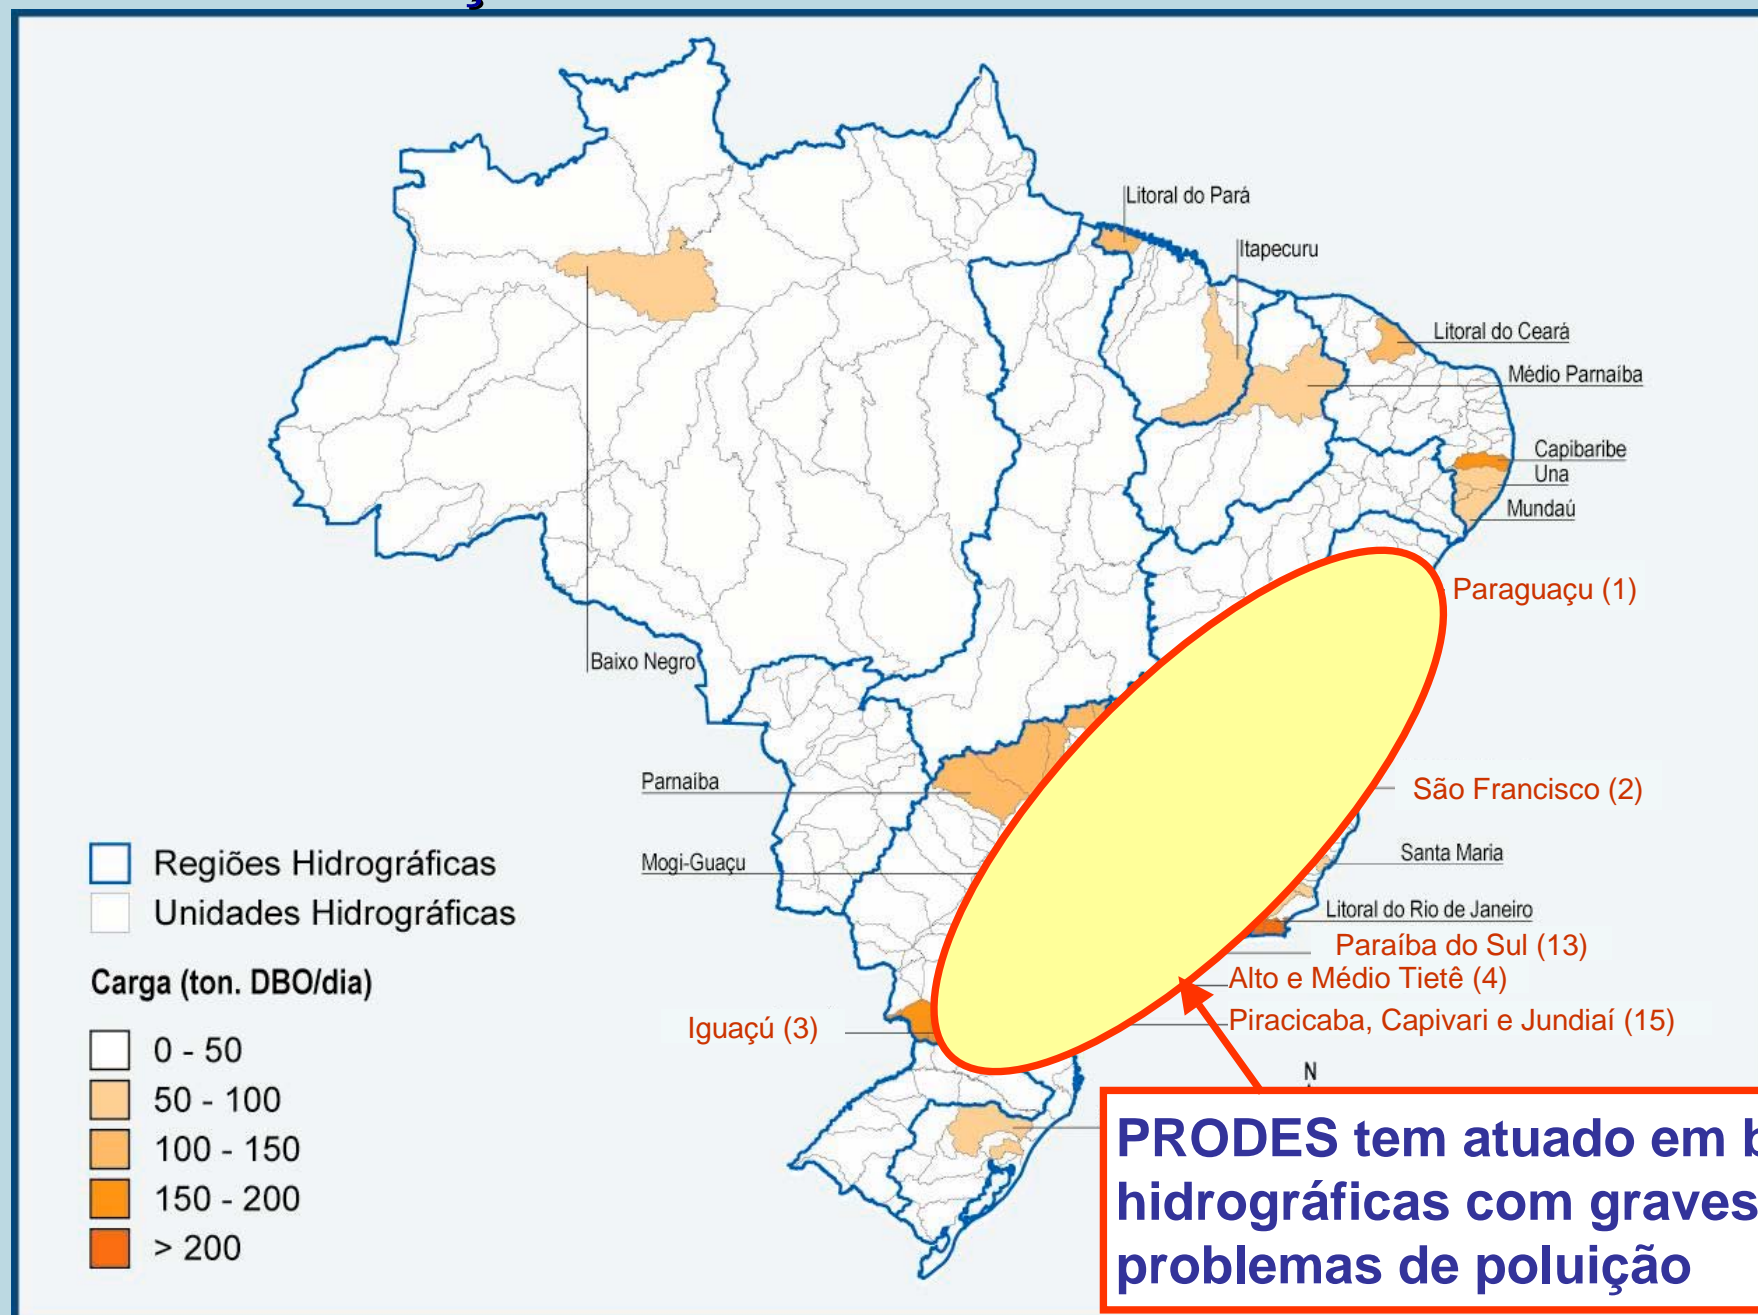 Litoral do Pará
Itapecuru
Litoral do Ceará
Médio Parnaíba
Capibaribe
Una
Mundaú
Paraguaçu (1)
Baixo Negro
Parnaíba
São Francisco (2)
Mogi-Guaçu
Santa Maria
Litoral do Rio de Janeiro
Paraíba do Sul (13)
Alto e Médio Tietê (4)
Piracicaba, Capivari e Jundiaí (15)
Iguaçú (3)
Regiões Hidrográficas
Unidades Hidrográficas
Carga (ton. DBO/dia)
0 - 50
50 - 100
100 - 150
150 - 200
> 200
N
PRODES tem atuado em b
hidrográficas com graves
problemas de poluição